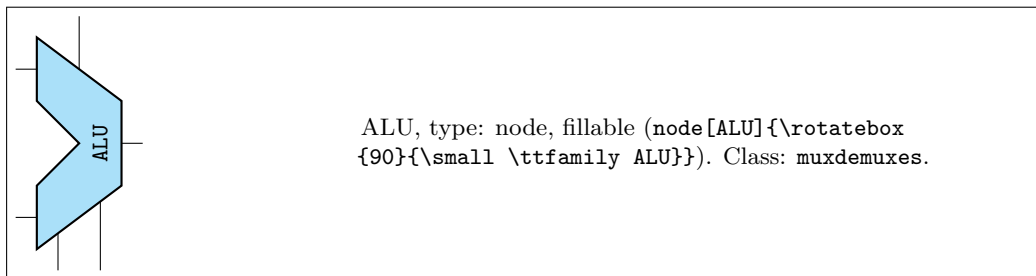 ALU
ALU, type: node, fillable (node[ALU]{\rotatebox
{90}{\small \ttfamily ALU}}). Class: muxdemuxes.